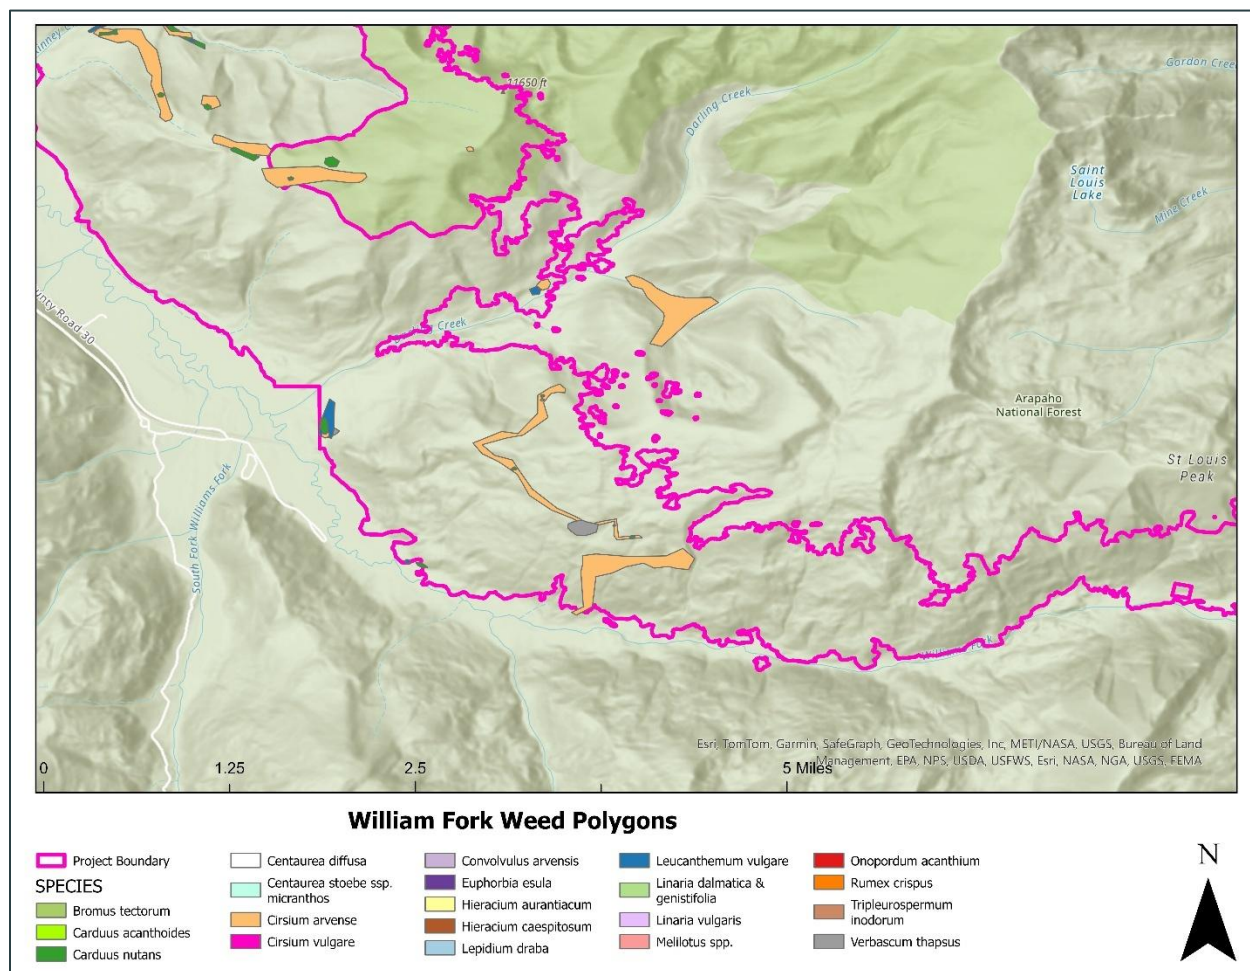 nney C
11650 ft
Gordon Cree
Darling Creek
Saint
Louis
Lake
Mine Creek
unty Road 30
Creek
Arapaho
National Forest
St Louis
Peak
South Fork Williams Fork
Fork
Esri, TomTom, Garmin, SafeGraph, GeoTechnologies, Inc, METI/NASA, USGS, Bureau of Land
Management, EPA, NPS, USDA, USFWS, Esri, NASA, NGA, USGS, FEMA
0 1.25 2.5 5 Miles
William Fork Weed Polygons
Project Boundary
SPECIES
Bromus tectorum
Carduus acanthoides
Carduus nutans
Centaurea diffusa
Centaurea stoebe ssp.
micranthos
Cirsium arvense
Cirsium vulgare
Convolvulus arvensis
Euphorbia esula
Hieracium aurantiacum
Hieracium caespitosum
Lepidium draba
Leucanthemum vulgare
Linaria dalmatica &
genistifolia
Linaria vulgaris
Melilotus spp.
Onopordum acanthium
Rumex crispus
Tripleurospermum
inodorum
Verbascum thapsus
N